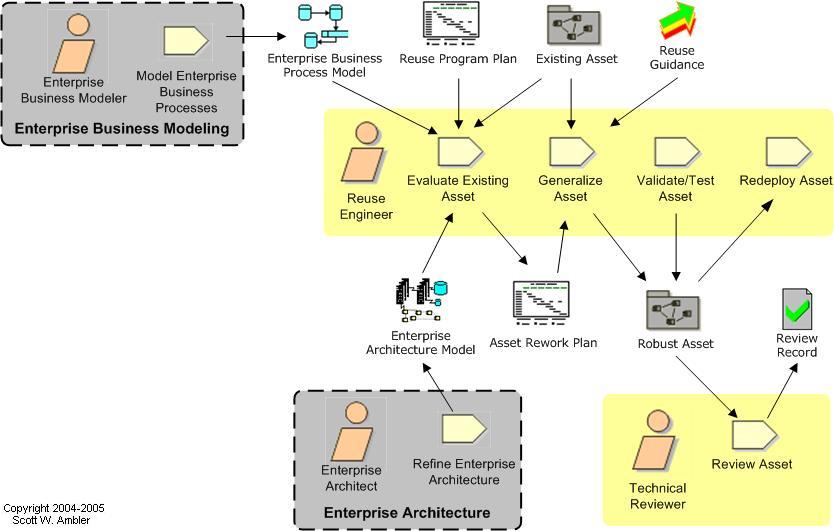 Enterprise
Business Modeler
Model Enterprise
Business
Processes
Enterprise Business Modeling
Enterprise Business
Process Model
Reuse Program Plan
Existing Asset
Reuse
Guidance
Reuse
Engineer
Evaluate Existing
Asset
Generalize
Asset
Validate/Test
Asset
Redeploy Asset
Enterprise
Architecture Model
Asset Rework Plan
Robust Asset
Review
Record
Enterprise
Architect
Refine Enterprise
Architecture
Enterprise Architecture
Technical
Reviewer
Review Asset
Copyright 2004-2005
Scott W. Ambler